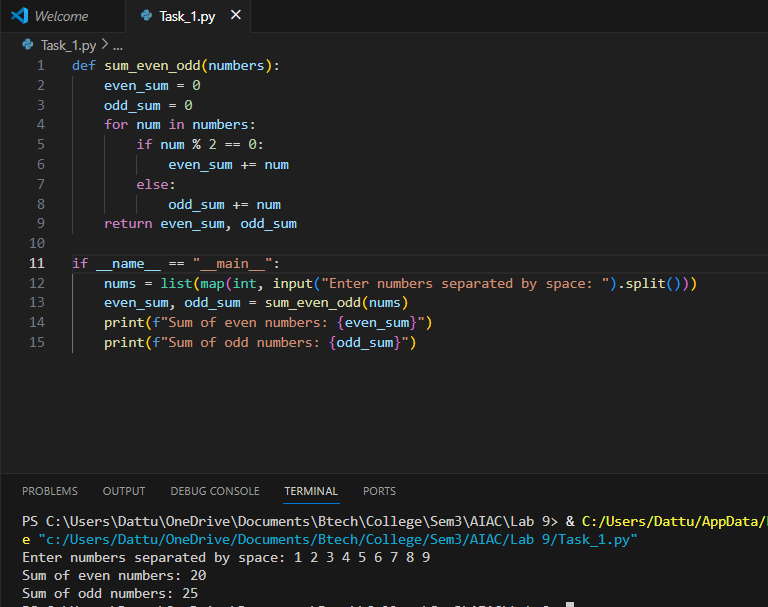 Welcome Task_1.py
Task_1.py > ...
1 def sum_even_odd(numbers):
2     even_sum = 0
3     odd_sum = 0
4     for num in numbers:
5         if num % 2 == 0:
6             even_sum += num
7         else:
8             odd_sum += num
9     return even_sum, odd_sum
10
11 if __name__ == "__main__":
12     nums = list(map(int, input("Enter numbers separated by space: ").split()))
13     even_sum, odd_sum = sum_even_odd(nums)
14     print(f"Sum of even numbers: {even_sum}")
15     print(f"Sum of odd numbers: {odd_sum}")
PROBLEMS OUTPUT DEBUG CONSOLE TERMINAL PORTS
PS C:\Users\Dattu\OneDrive\Documents\Btech\College\Sem3\AIAC\Lab 9> & C:/Users/Dattu/AppData/
e "c:/Users/Dattu/OneDrive/Documents/Btech/College/Sem3/AIAC/Lab 9/Task_1.py"
Enter numbers separated by space: 1 2 3 4 5 6 7 8 9
Sum of even numbers: 20
Sum of odd numbers: 25